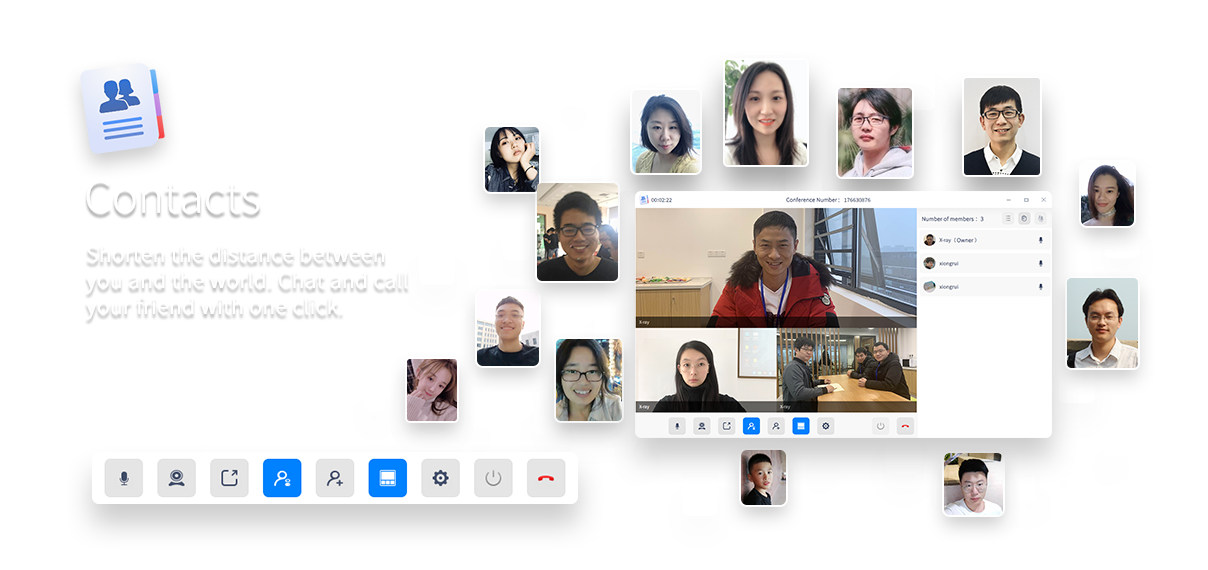 Contacts
Shorten the distance between
you and the world. Chat and call
your friend with one click.
00:02:22
Conference Number : 176630876
Number of members : 3
X-ray (Owner)
xiongrui
xiongrui
X-ray
X-ray
X-ray